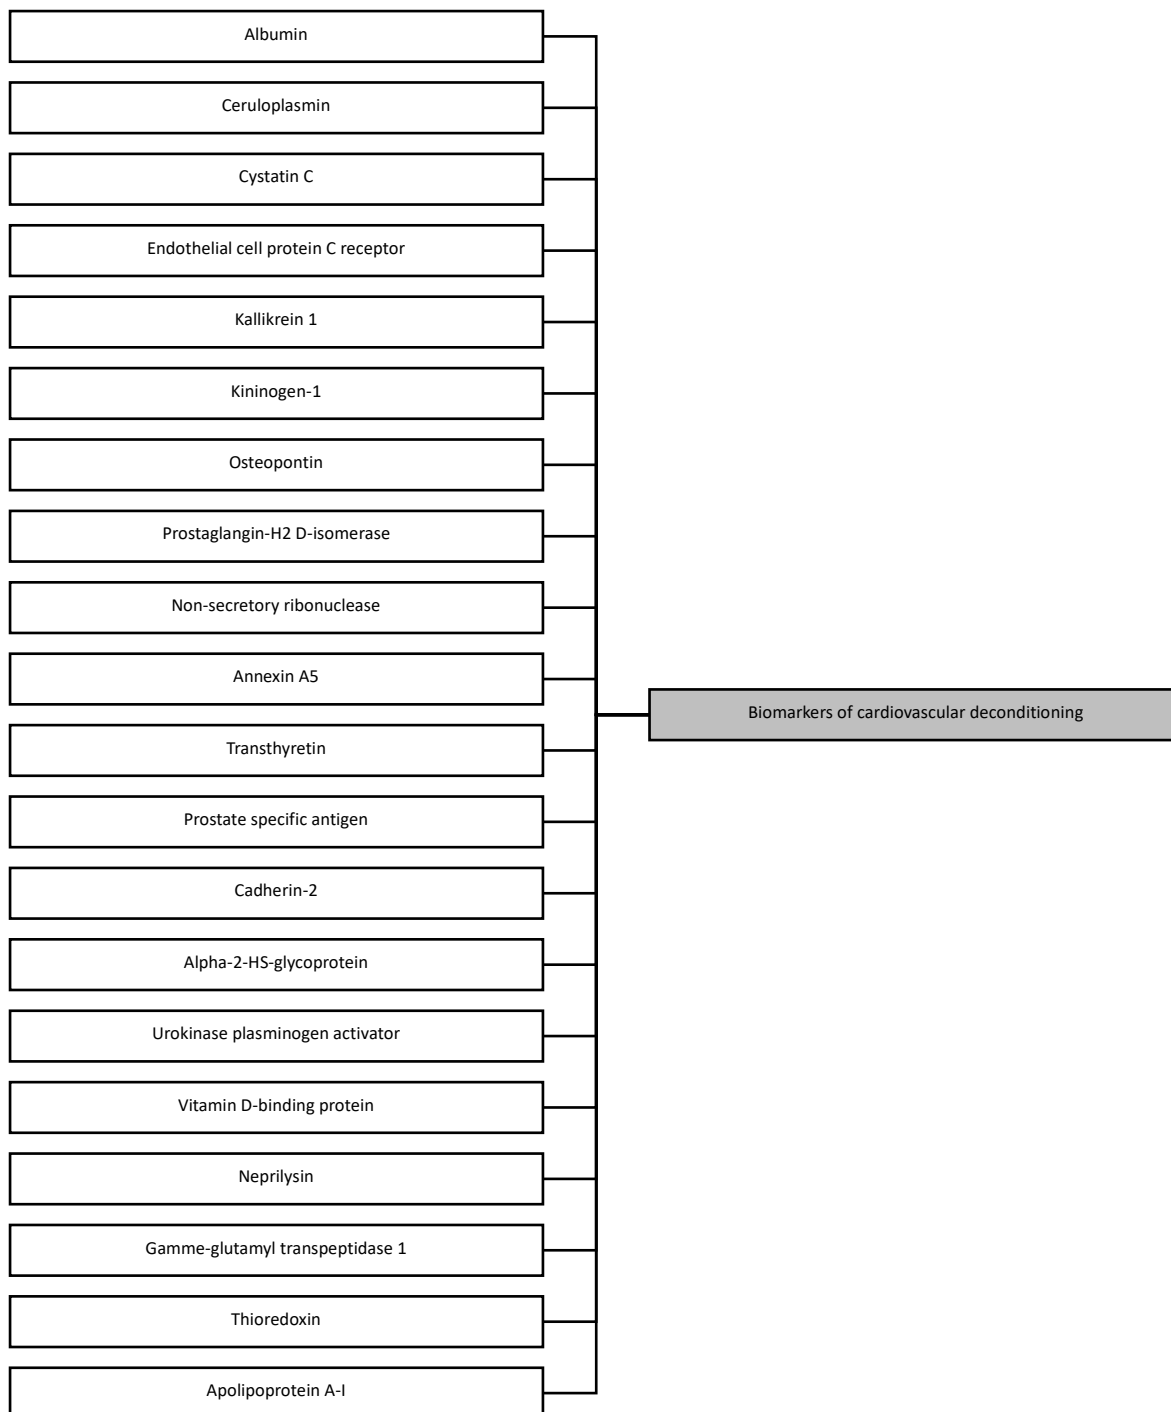 Albumin
Ceruloplasmin
Cystatin C
Endothelial cell protein C receptor
Kallikrein 1
Kininogen-1
Osteopontin
Prostaglangin-H2 D-isomerase
Non-secretory ribonuclease
Annexin A5
Biomarkers of cardiovascular deconditioning
Transthyretin
Prostate specific antigen
Cadherin-2
Alpha-2-HS-glycoprotein
Urokinase plasminogen activator
Vitamin D-binding protein
Neprilysin
Gamme-glutamyl transpeptidase 1
Thioredoxin
Apolipoprotein A-I